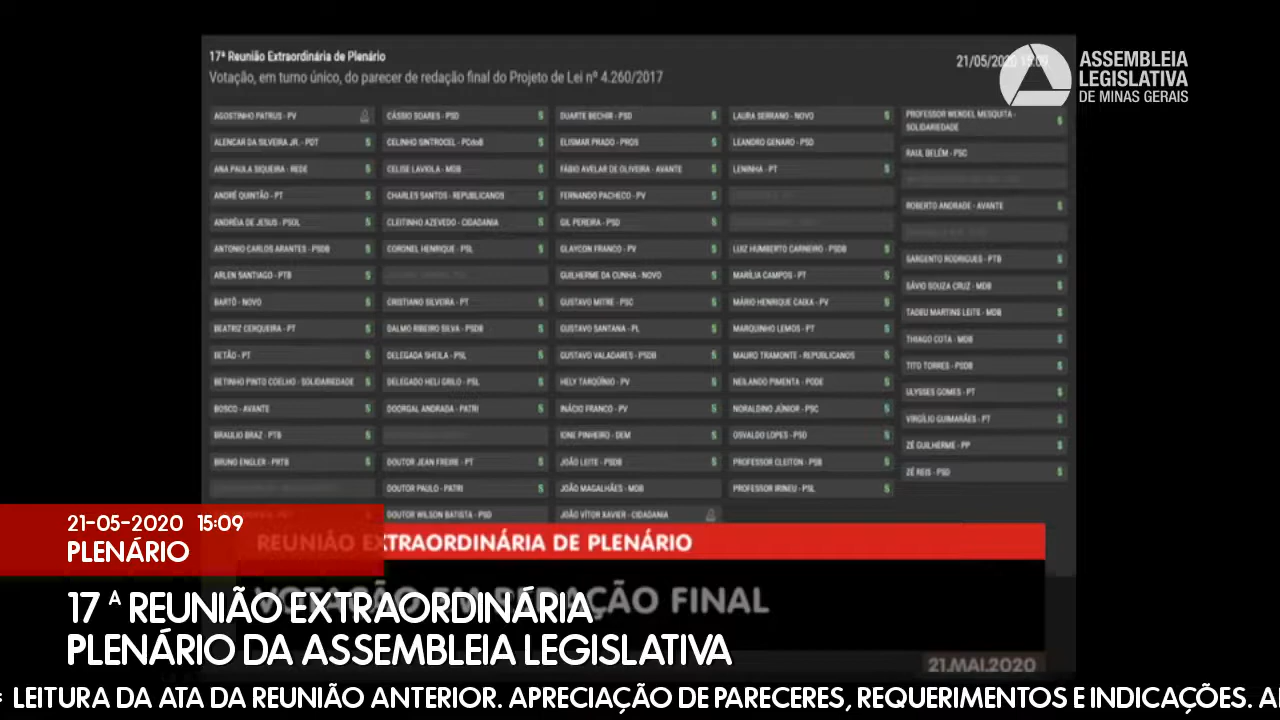 17ª Reunião Extraordinária de Plenário
21/05/2020 15:09
Votação, em turno único, do parecer de redação final do Projeto de Lei nº 4.260/2017
ASSEMBLEIA
LEGISLATIVA
DE MINAS GERAIS
AGOSTINHO PATRUS - PV
ALENCAR DA SILVEIRA JR. - PDT S
ANA PAULA SIQUEIRA - REDE S
ANDRÉ QUINTÃO - PT S
ANDRÉIA DE JESUS - PSOL S
ANTONIO CARLOS ARANTES - PSDB S
ARLEN SANTIAGO - PTB S
BARTÔ - NOVO S
BEATRIZ CERQUEIRA - PT S
BETÃO - PT S
BETINHO PINTO COELHO - SOLIDARIEDADE S
BOSCO - AVANTE S
BRAULIO BRAZ - PTB S
BRUNO ENGLER - PRTB S
CÁSSIO SOARES - PSD S
CELINHO SINTROCEL - PCdoB S
CELISE LAVIOLA - MDB S
CHARLES SANTOS - REPUBLICANOS S
CLEITINHO AZEVEDO - CIDADANIA S
CORONEL HENRIQUE - PSL S
CRISTIANO SILVEIRA - PT S
DALMO RIBEIRO SILVA - PSDB S
DELEGADA SHEILA - PSL S
DELEGADO HELI GRILO - PSL S
DOORGAL ANDRADA - PATRI S
DOUTOR JEAN FREIRE - PT S
DOUTOR PAULO - PATRI S
DOUTOR WILSON BATISTA - PSD S
DUARTE BECHIR - PSD S
ELISMAR PRADO - PROS S
FÁBIO AVELAR DE OLIVEIRA - AVANTE S
FERNANDO PACHECO - PV S
GIL PEREIRA - PSD S
GLAYCON FRANCO - PV S
GUILHERME DA CUNHA - NOVO S
GUSTAVO MITRE - PSC S
GUSTAVO SANTANA - PL S
GUSTAVO VALADARES - PSDB S
HELY TARQÜÍNIO - PV S
INÁCIO FRANCO - PV S
IONE PINHEIRO - DEM S
JOÃO LEITE - PSDB S
JOÃO MAGALHÃES - MDB
JOÃO VÍTOR XAVIER - CIDADANIA
LAURA SERRANO - NOVO S
LEANDRO GENARO - PSD
LENINHA - PT S
LUIZ HUMBERTO CARNEIRO - PSDB S
MARÍLIA CAMPOS - PT S
MÁRIO HENRIQUE CAIXA - PV S
MARQUINHO LEMOS - PT S
MAURO TRAMONTE - REPUBLICANOS S
NEILANDO PIMENTA - PODE S
NORALDINO JÚNIOR - PSC S
OSVALDO LOPES - PSD S
PROFESSOR CLEITON - PSB S
PROFESSOR IRINEU - PSL S
PROFESSOR WENDEL MESQUITA -
SOLIDARIEDADE S
RAUL BELÉM - PSC
ROBERTO ANDRADE - AVANTE S
SARGENTO RODRIGUES - PTB S
SÁVIO SOUZA CRUZ - MDB S
TADEU MARTINS LEITE - MDB S
THIAGO COTA - MDB S
TITO TORRES - PSDB S
ULYSSES GOMES - PT S
VIRGÍLIO GUIMARÃES - PT S
ZÉ GUILHERME - PP S
ZÉ REIS - PSD S
REUNIÃO EXTRAORDINÁRIA DE PLENÁRIO
VOTAÇÃO EM REDAÇÃO FINAL
21.MAI.2020
21-05-2020 15:09
PLENÁRIO
17ª REUNIÃO EXTRAORDINÁRIA
PLENÁRIO DA ASSEMBLEIA LEGISLATIVA
LEITURA DA ATA DA REUNIÃO ANTERIOR. APRECIAÇÃO DE PARECERES, REQUERIMENTOS E INDICAÇÕES.